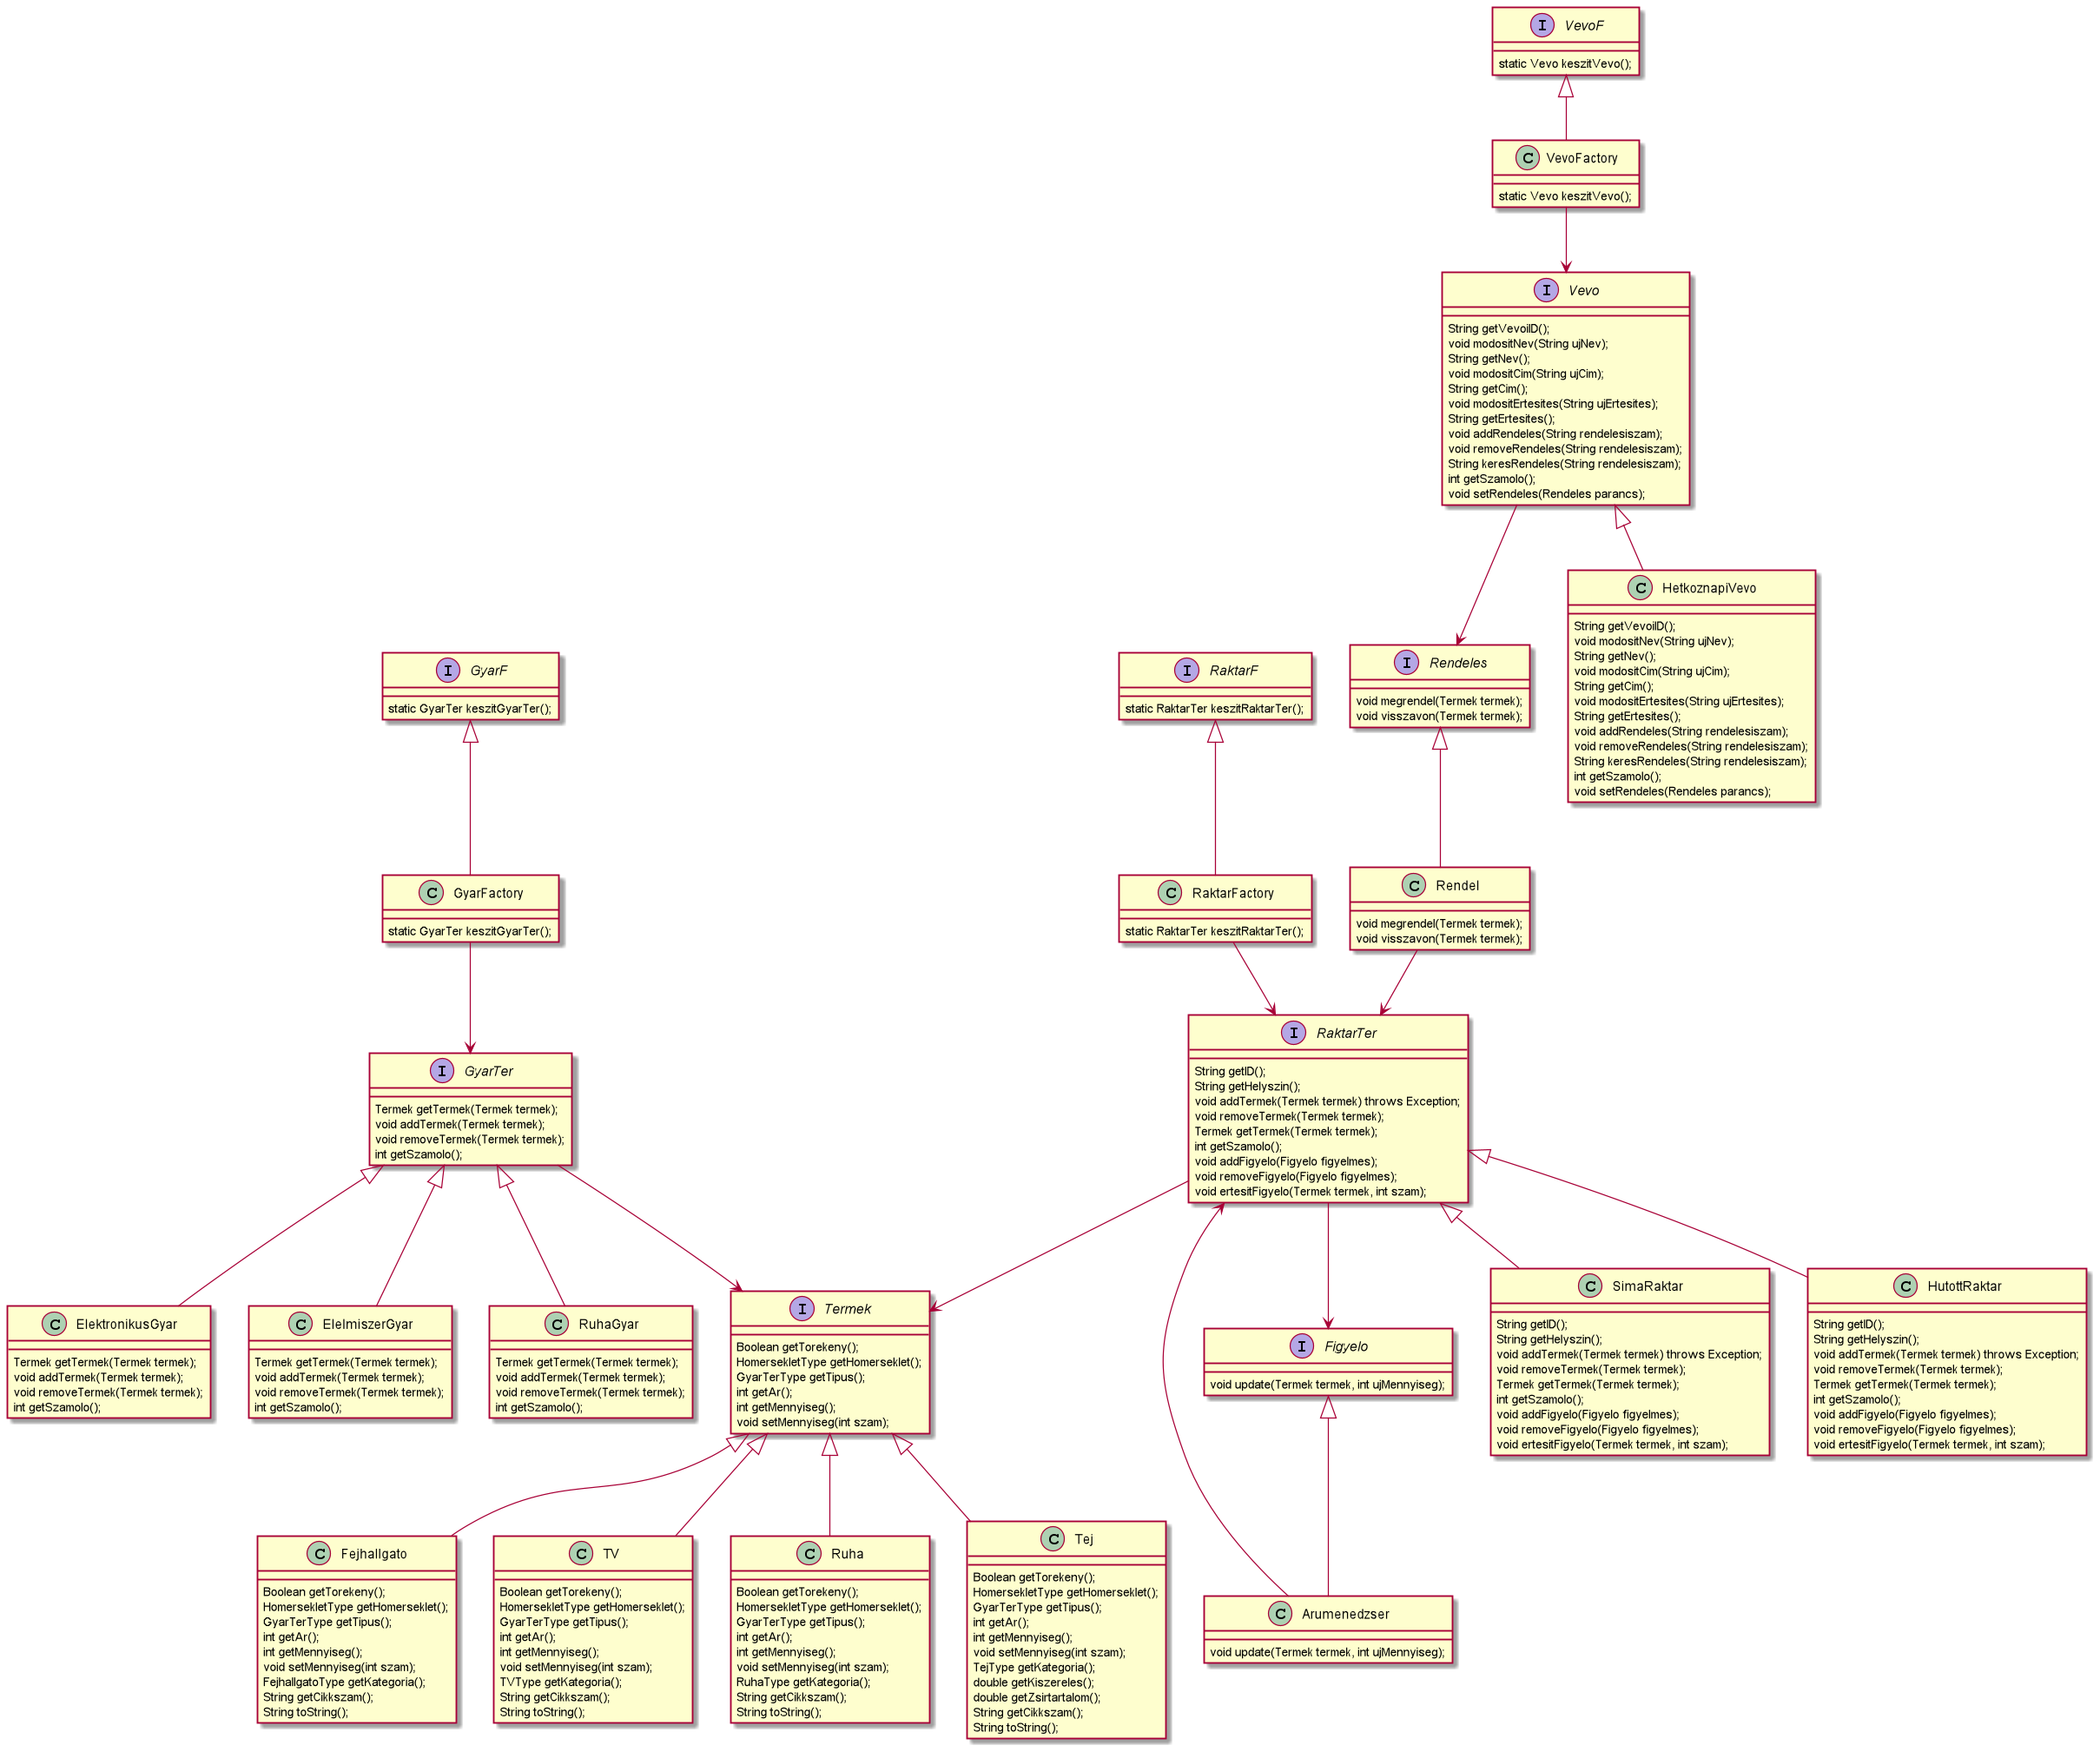 I VevoF
static Vevo keszitVevo();
C VevoFactory
static Vevo keszitVevo();
I Vevo
String getVevoiID();
void modositNev(String ujNev);
String getNev();
void modositCim(String ujCim);
String getCim();
void modositErtesites(String ujErtesites);
String getErtesites();
void addRendeles(String rendelesiszam);
void removeRendeles(String rendelesiszam);
String keresRendeles(String rendelesiszam);
int getSzamolo();
void setRendeles(Rendeles parancs);
C HetkoznapiVevo
String getVevoiID();
void modositNev(String ujNev);
String getNev();
void modositCim(String ujCim);
String getCim();
void modositErtesites(String ujErtesites);
String getErtesites();
void addRendeles(String rendelesiszam);
void removeRendeles(String rendelesiszam);
String keresRendeles(String rendelesiszam);
int getSzamolo();
void setRendeles(Rendeles parancs);
I GyarF
static GyarTer keszitGyarTer();
I RaktarF
static RaktarTer keszitRaktarTer();
I Rendeles
void megrendel(Termek termek);
void visszavon(Termek termek);
C GyarFactory
static GyarTer keszitGyarTer();
C RaktarFactory
static RaktarTer keszitRaktarTer();
C Rendel
void megrendel(Termek termek);
void visszavon(Termek termek);
I GyarTer
Termek getTermek(Termek termek);
void addTermek(Termek termek);
void removeTermek(Termek termek);
int getSzamolo();
I RaktarTer
String getID();
String getHelyszin();
void addTermek(Termek termek) throws Exception;
void removeTermek(Termek termek);
Termek getTermek(Termek termek);
int getSzamolo();
void addFigyelo(Figyelo figyelmes);
void removeFigyelo(Figyelo figyelmes);
void ertesitFigyelo(Termek termek, int szam);
C ElektronikusGyar
Termek getTermek(Termek termek);
void addTermek(Termek termek);
void removeTermek(Termek termek);
int getSzamolo();
C ElelmiszerGyar
Termek getTermek(Termek termek);
void addTermek(Termek termek);
void removeTermek(Termek termek);
int getSzamolo();
C RuhaGyar
Termek getTermek(Termek termek);
void addTermek(Termek termek);
void removeTermek(Termek termek);
int getSzamolo();
I Termek
Boolean getTorekeny();
HomersekletType getHomerseklet();
GyarTerType getTipus();
int getAr();
int getMennyiseg();
void setMennyiseg(int szam);
I Figyelo
void update(Termek termek, int ujMennyiseg);
C SimaRaktar
String getID();
String getHelyszin();
void addTermek(Termek termek) throws Exception;
void removeTermek(Termek termek);
Termek getTermek(Termek termek);
int getSzamolo();
void addFigyelo(Figyelo figyelmes);
void removeFigyelo(Figyelo figyelmes);
void ertesitFigyelo(Termek termek, int szam);
C HutottRaktar
String getID();
String getHelyszin();
void addTermek(Termek termek) throws Exception;
void removeTermek(Termek termek);
Termek getTermek(Termek termek);
int getSzamolo();
void addFigyelo(Figyelo figyelmes);
void removeFigyelo(Figyelo figyelmes);
void ertesitFigyelo(Termek termek, int szam);
C Fejhallgato
Boolean getTorekeny();
HomersekletType getHomerseklet();
GyarTerType getTipus();
int getAr();
int getMennyiseg();
void setMennyiseg(int szam);
FejhallgatoType getKategoria();
String getCikkszam();
String toString();
C TV
Boolean getTorekeny();
HomersekletType getHomerseklet();
GyarTerType getTipus();
int getAr();
int getMennyiseg();
void setMennyiseg(int szam);
TVType getKategoria();
String getCikkszam();
String toString();
C Ruha
Boolean getTorekeny();
HomersekletType getHomerseklet();
GyarTerType getTipus();
int getAr();
int getMennyiseg();
void setMennyiseg(int szam);
RuhaType getKategoria();
String getCikkszam();
String toString();
C Tej
Boolean getTorekeny();
HomersekletType getHomerseklet();
GyarTerType getTipus();
int getAr();
int getMennyiseg();
void setMennyiseg(int szam);
TejType getKategoria();
double getKiszereles();
double getZsirtartalom();
String getCikkszam();
String toString();
C Arumenedzser
void update(Termek termek, int ujMennyiseg);